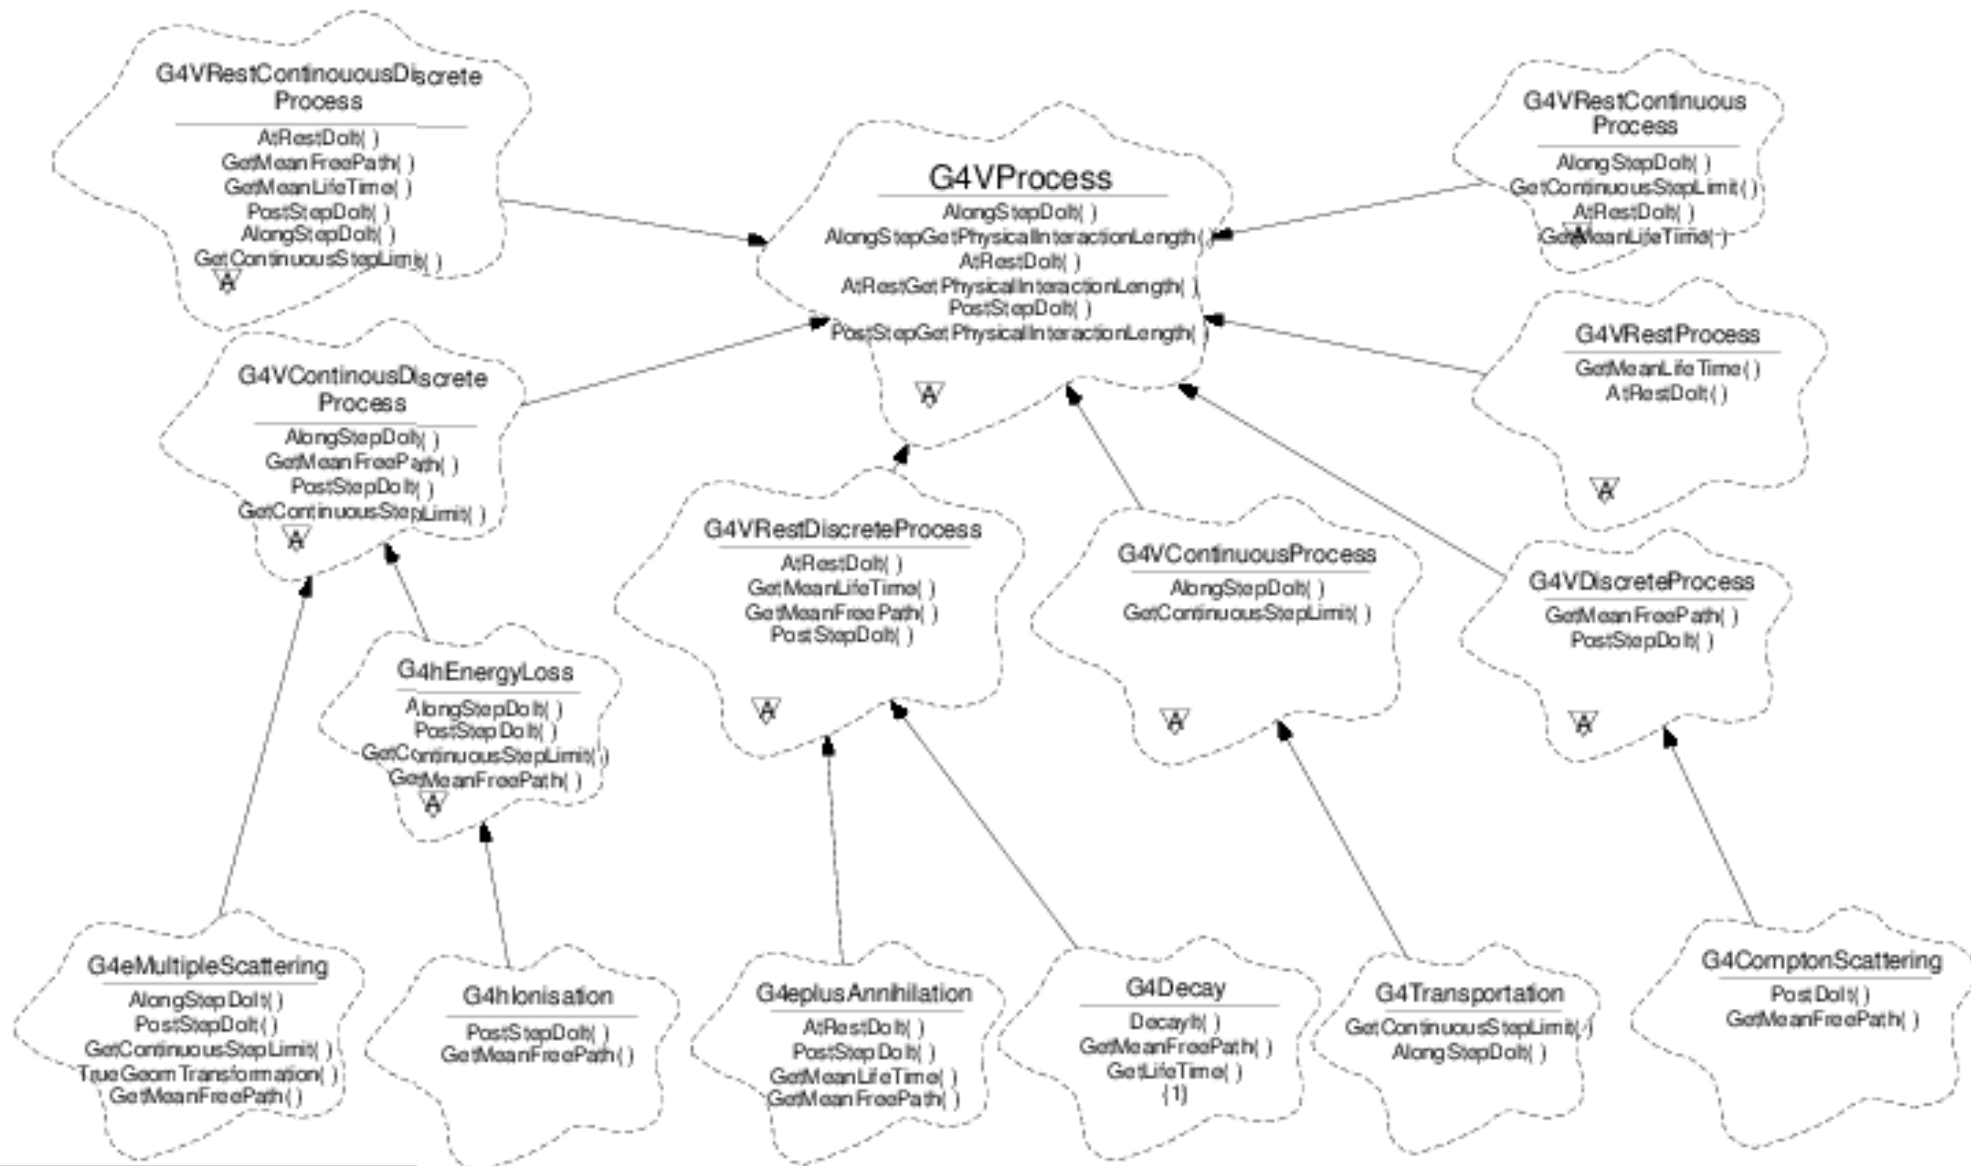 G4VRestContinouousDiscrete
Process
AtRestDoIt( )
GetMeanFreePath( )
GetMeanLifeTime( )
PostStepDoIt( )
AlongStepDoIt( )
GetContinuousStepLimit( )
A
G4VProcess
AlongStepDoIt( )
AlongStepGetPhysicalInteractionLength( )
AtRestDoIt( )
AtRestGetPhysicalInteractionLength( )
PostStepDoIt( )
PostStepGetPhysicalInteractionLength( )
A
G4VRestContinuous
Process
AlongStepDoIt( )
GetContinuousStepLimit( )
AtRestDoIt( )
GetMeanLifeTime( )
A
G4VRestProcess
GetMeanLifeTime( )
AtRestDoIt( )
A
G4VContinousDiscrete
Process
AlongStepDoIt( )
GetMeanFreePath( )
PostStepDoIt( )
GetContinuousStepLimit( )
A
G4VRestDiscreteProcess
AtRestDoIt( )
GetMeanLifeTime( )
GetMeanFreePath( )
PostStepDoIt( )
A
G4VContinuousProcess
AlongStepDoIt( )
GetContinuousStepLimit( )
A
G4VDiscreteProcess
GetMeanFreePath( )
PostStepDoIt( )
A
G4hEnergyLoss
AlongStepDoIt( )
PostStepDoIt( )
GetContinuousStepLimit( )
GetMeanFreePath( )
A
G4eMultipleScattering
AlongStepDoIt( )
PostStepDoIt( )
GetContinuousStepLimit( )
TrueGeomTransformation( )
GetMeanFreePath( )
G4hIonisation
PostStepDoIt( )
GetMeanFreePath( )
G4eplusAnnihilation
AtRestDoIt( )
PostStepDoIt( )
GetMeanLifeTime( )
GetMeanFreePath( )
G4Decay
DecayIt( )
GetMeanFreePath( )
GetLifeTime( )
{1}
G4Transportation
GetContinuousStepLimit( )
AlongStepDoIt( )
G4ComptonScattering
PostDoIt( )
GetMeanFreePath( )